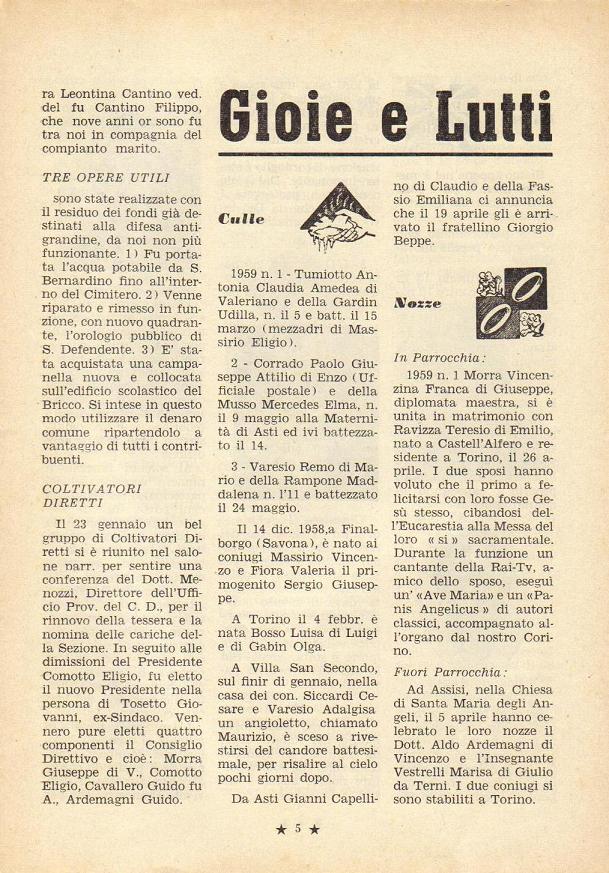 ra Leontina Cantino ved.
del fu Cantino Filippo,
che nove anni or sono fu
tra noi in compagnia del
compianto marito.
TRE OPERE UTILI
sono state realizzate con
il residuo dei fondi già de-
stinati alla difesa anti-
grandine, da noi non più
funzionante. 1) Fu porta-
ta l'acqua potabile da S.
Bernardino fino all'inter-
no del Cimitero. 2) Venne
riparato e rimesso in fun-
zione, con nuovo quadran-
te, l'orologio pubblico di
S. Defendente. 3) E' sta-
ta acquistata una campa-
nella nuova e collocata
sull'edificio scolastico del
Bricco. Si intese in questo
modo utilizzare il denaro
comune ripartendolo a
vantaggio di tutti i contri-
buenti.
COLTIVATORI
DIRETTI
Il 23 gennaio un bel
gruppo di Coltivatori Di-
retti si è riunito nel salo-
ne parr. per sentire una
conferenza del Dott. Me-
nozzi, Direttore dell'Uffi-
cio Prov. del C. D., per il
rinnovo della tessera e la
nomina delle cariche del-
la Sezione. In seguito alle
dimissioni del Presidente
Comotto Eligio, fu eletto
il nuovo Presidente nella
persona di Tosetto Gio-
vanni, ex-Sindaco. Ven-
nero pure eletti quattro
componenti il Consiglio
Direttivo e cioè: Morra
Giuseppe di V., Comotto
Eligio, Cavallero Guido fu
A., Ardemagni Guido.
Gioie e Lutti
Culle
1959 n. 1 - Tumiotto An-
tonia Claudia Amedea di
Valeriano e della Gardin
Udilla, n. il 5 e batt. il 15
marzo (mezzadri di Mas-
sirio Eligio).
2 - Corrado Paolo Giu-
seppe Attilio di Enzo (Uf-
ficiale postale) e della
Musso Mercedes Elma, n.
il 9 maggio alla Materni-
tà di Asti ed ivi battezza-
to il 14.
3 - Varesio Remo di Ma-
rio e della Rampone Mad-
dalena n. l'11 e battezzato
il 24 maggio.
Il 14 dic. 1958,a Final-
borgo (Savona), è nato ai
coniugi Massirio Vincen-
zo e Fiora Valeria il pri-
mogenito Sergio Giusep-
pe.
A Torino il 4 febbr. è
nata Bosso Luisa di Luigi
e di Gabin Olga.
A Villa San Secondo,
sul finir di gennaio, nella
casa dei con. Siccardi Ce-
sare e Varesio Adalgisa
un angioletto, chiamato
Maurizio, è sceso a rive-
stirsi del candore battesi-
male, per risalire al cielo
pochi giorni dopo.
Da Asti Gianni Capelli-
no di Claudio e della Fas-
sio Emiliana ci annuncia
che il 19 aprile gli è arri-
vato il fratellino Giorgio
Beppe.
Nozze
In Parrocchia:
1959 n. 1 Morra Vincen-
zina Franca di Giuseppe,
diplomata maestra, si è
unita in matrimonio con
Ravizza Teresio di Emilio,
nato a Castell'Alfero e re-
sidente a Torino, il 26 a-
prile. I due sposi hanno
voluto che il primo a fe-
licitarsi con loro fosse Ge-
sù stesso, cibandosi del-
l'Eucarestia alla Messa del
loro «si» sacramentale.
Durante la funzione un
cantante della Rai-Tv, a-
mico dello sposo, eseguì
un' «Ave Maria» e un «Pa-
nis Angelicus» di autori
classici, accompagnato al-
l'organo dal nostro Cori-
no.
Fuori Parrocchia:
Ad Assisi, nella Chiesa
di Santa Maria degli An-
geli, il 5 aprile hanno ce-
lebrato le loro nozze il
Dott. Aldo Ardemagni di
Vincenzo e l'Insegnante
Vestrelli Marisa di Giulio
da Terni. I due coniugi si
sono stabiliti a Torino.
★ 5 ★